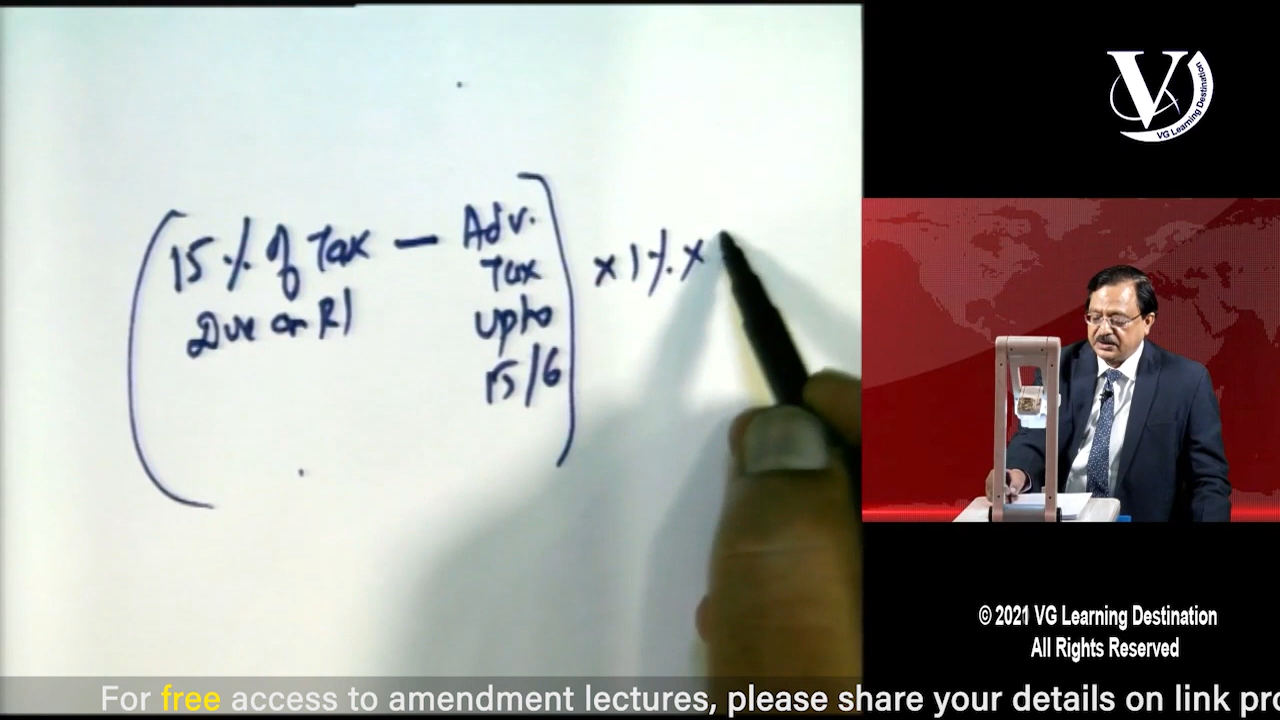 15% of Tax — Adv.
Due on RI
Tax
upto
15/6
×1%×
V
VG Learning Destination
© 2021 VG Learning Destination
All Rights Reserved
For free access to amendment lectures, please share your details on link pro